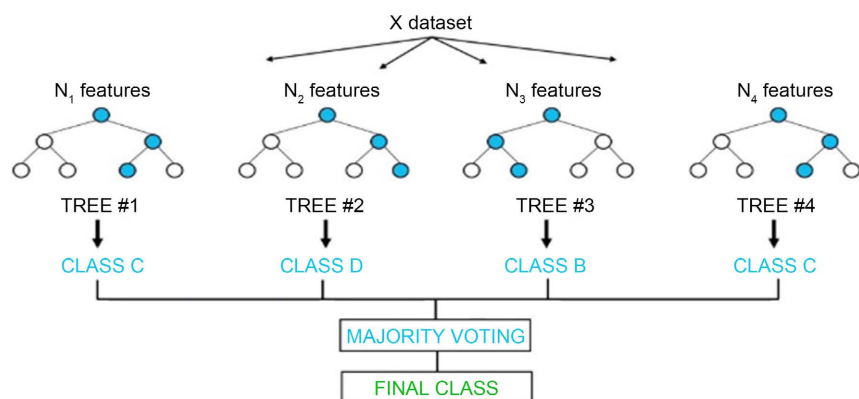 X dataset
N₁ features N₂ features N₃ features N₄ features
TREE #1 TREE #2 TREE #3 TREE #4
CLASS C CLASS D CLASS B CLASS C
MAJORITY VOTING
FINAL CLASS